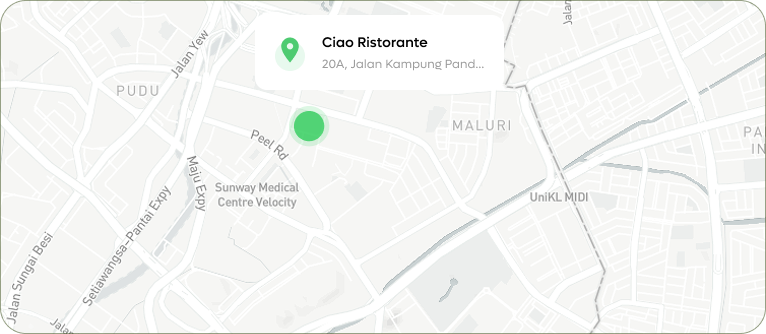 Jalan
Jalan Yew
Ciao Ristorante
20A, Jalan Kampung Pand...
PUDU
MALURI
PA
IN
Peel Rd
Maju Expy
Sunway Medical
Centre Velocity
UniKL MIDI
Setiawangsa-Pantai Expy
Jalan Sungai Besi
Jalan